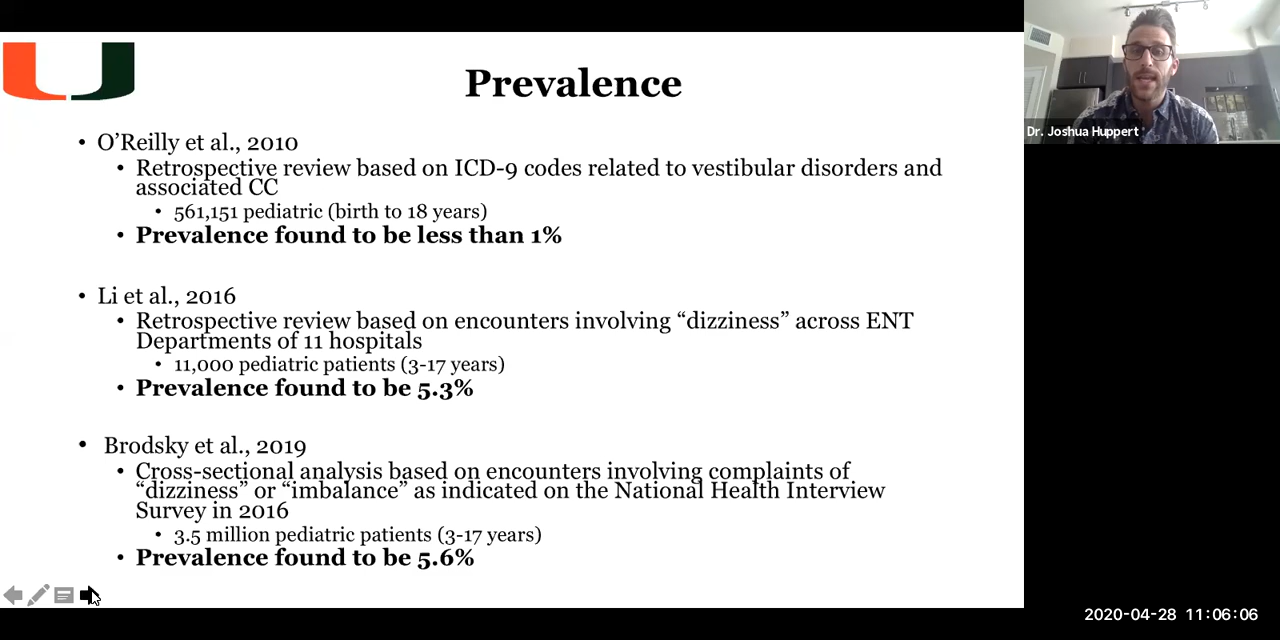 Prevalence
• O’Reilly et al., 2010
• Retrospective review based on ICD-9 codes related to vestibular disorders and
associated CC
• 561,151 pediatric (birth to 18 years)
• Prevalence found to be less than 1%
• Li et al., 2016
• Retrospective review based on encounters involving “dizziness” across ENT
Departments of 11 hospitals
• 11,000 pediatric patients (3-17 years)
• Prevalence found to be 5.3%
• Brodsky et al., 2019
• Cross-sectional analysis based on encounters involving complaints of
“dizziness” or “imbalance” as indicated on the National Health Interview
Survey in 2016
• 3.5 million pediatric patients (3-17 years)
• Prevalence found to be 5.6%
Dr. Joshua Huppert
2020-04-28 11:06:06